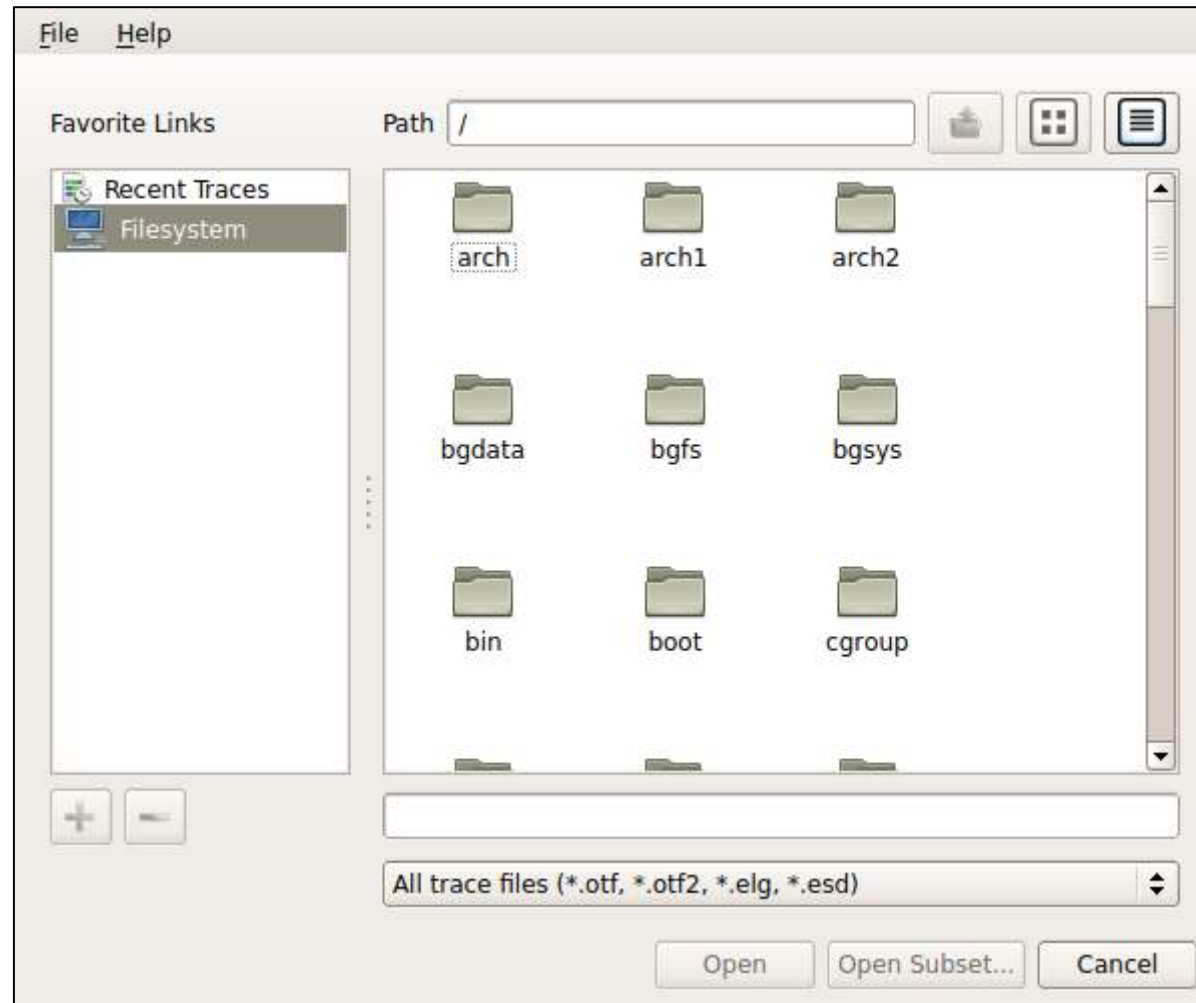 File Help
Favorite Links
Path /
Recent Traces
Filesystem
arch arch1 arch2
bgdata bgfs bgsys
bin boot cgroup
All trace files (*.otf, *.otf2, *.elg, *.esd)
Open Open Subset... Cancel